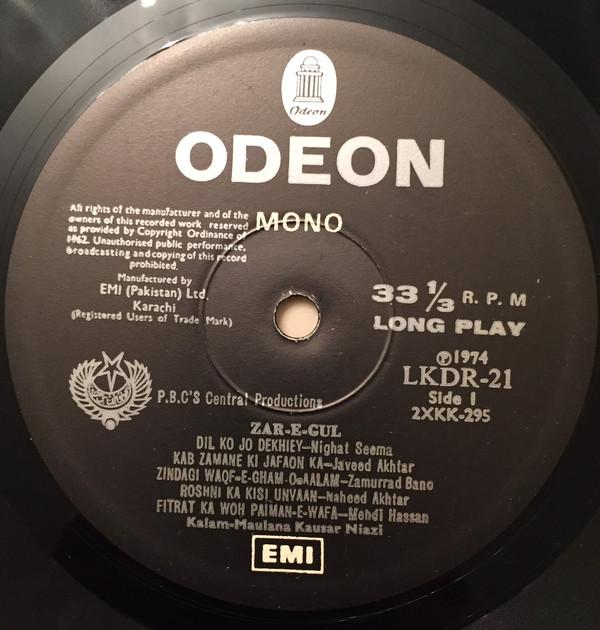 Odeon
ODEON
MONO
All rights of the manufacturer and of the
owners of this recorded work reserved
as provided by Copyright Ordinance of
1962. Unauthorised public performance,
Broadcasting and copying of this record
prohibited.
Manufactured by
EMI (Pakistan) Ltd.
Karachi
(Registered Users of Trade Mark)
33 1/3 R. P. M
LONG PLAY
℗1974
LKDR-21
Side 1
2XKK-295
P.B.C'S Central Productions
ZAR-E-GUL
DIL KO JO DEKHIEY—Nighat Seema
KAB ZAMANE KI JAFAON KA—Javeed Akhtar
ZINDAGI WAQF-E-GHAM-O-AALAM—Zamurrad Bano
ROSHNI KA KISI UNVAAN—Naheed Akhtar
FITRAT KA WOH PAIMAN-E-WAFA—Mehdi Hassan
Kalam-Maulana Kausar Niazi
EMI